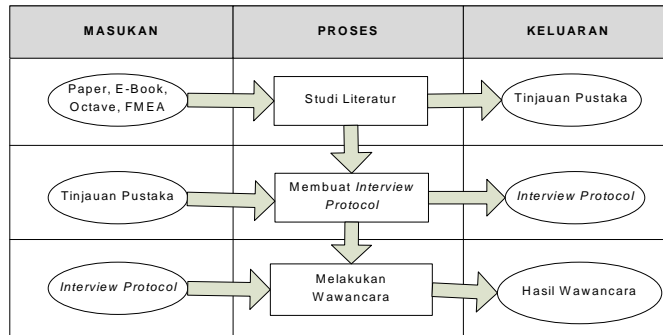 MASUKAN
PROSES
KELUARAN
Paper, E-Book,
Octave, FMEA
Studi Literatur
Tinjauan Pustaka
Tinjauan Pustaka
Membuat Interview
Protocol
Interview Protocol
Interview Protocol
Melakukan
Wawancara
Hasil Wawancara